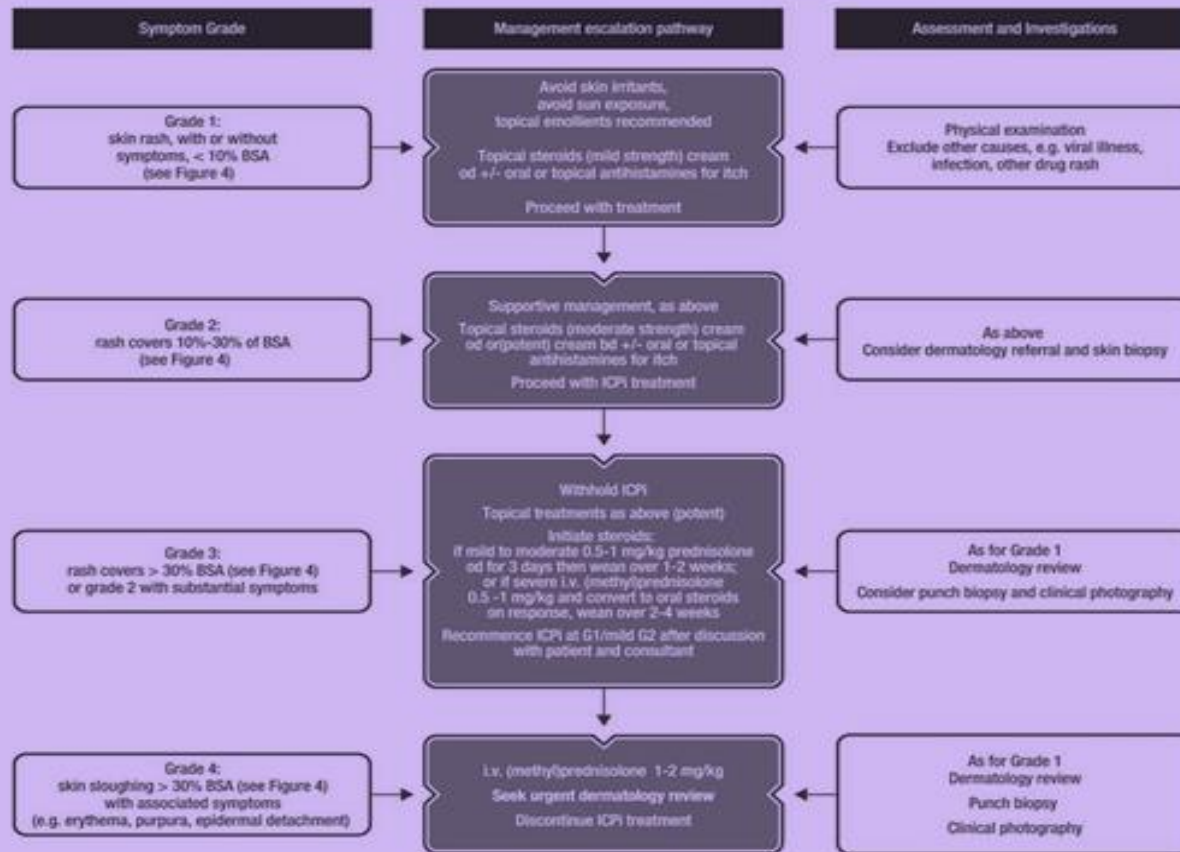 Symptom Grade
Management escalation pathway
Assessment and Investigations
Grade 1:
skin rash, with or without
symptoms, < 10% BSA
(see Figure 4)
Avoid skin irritants,
avoid sun exposure,
topical emollients recommended
Topical steroids (mild strength) cream
od +/- oral or topical antihistamines for itch
Proceed with treatment
Physical examination
Exclude other causes, e.g. viral illness,
infection, other drug rash
Grade 2:
rash covers 10%-30% of BSA
(see Figure 4)
Supportive management, as above
Topical steroids (moderate strength) cream
od or(potent) cream bd +/- oral or topical
antihistamines for itch
Proceed with ICPi treatment
As above
Consider dermatology referral and skin biopsy
Grade 3:
rash covers > 30% BSA (see Figure 4)
or grade 2 with substantial symptoms
Withhold ICPi
Topical treatments as above (potent)
Initiate steroids:
if mild to moderate 0.5-1 mg/kg prednisolone
od for 3 days then wean over 1-2 weeks;
or if severe i.v. (methyl)prednisolone
0.5 -1 mg/kg and convert to oral steroids
on response, wean over 2-4 weeks
Recommence ICPi at G1/mild G2 after discussion
with patient and consultant
As for Grade 1
Dermatology review
Consider punch biopsy and clinical photography
Grade 4:
skin sloughing > 30% BSA (see Figure 4)
with associated symptoms
(e.g. erythema, purpura, epidermal detachment)
i.v. (methyl)prednisolone 1-2 mg/kg
Seek urgent dermatology review
Discontinue ICPi treatment
As for Grade 1
Dermatology review
Punch biopsy
Clinical photography